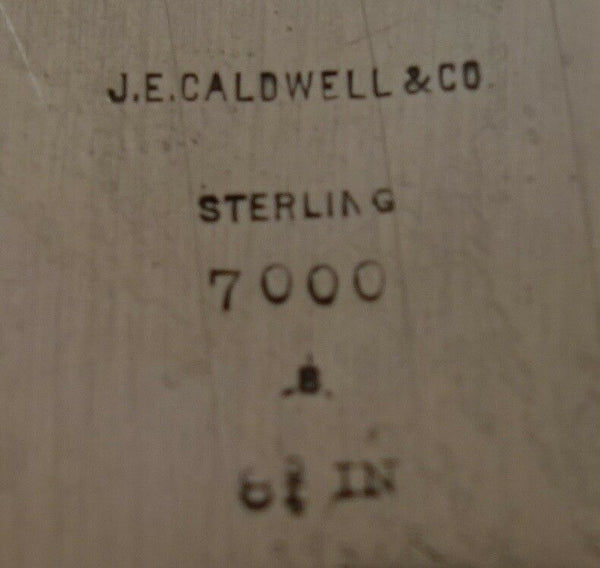 J.E.CALDWELL & CO
STERLING
7000
B
IN